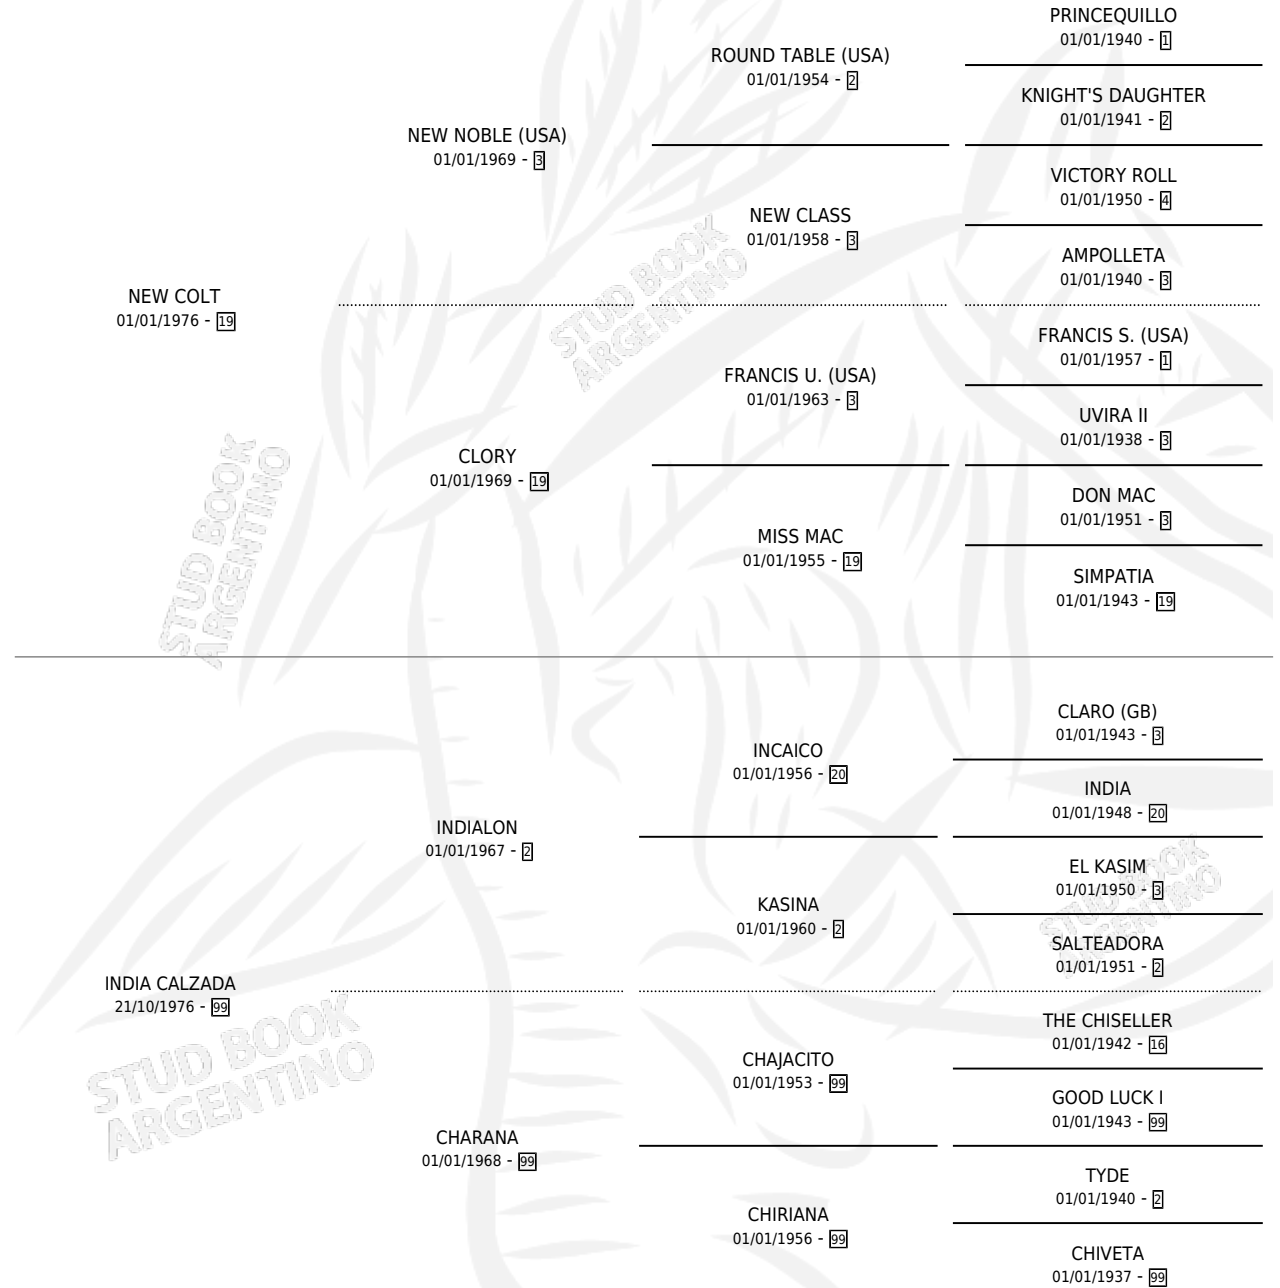 PRINCEQUILLO
01/01/1940 - 1
ROUND TABLE (USA)
01/01/1954 - 2
KNIGHT'S DAUGHTER
01/01/1941 - 2
NEW NOBLE (USA)
01/01/1969 - 3
VICTORY ROLL
01/01/1950 - 4
NEW CLASS
01/01/1958 - 3
AMPOLLETA
01/01/1940 - 3
NEW COLT
01/01/1976 - 19
FRANCIS S. (USA)
01/01/1957 - 1
FRANCIS U. (USA)
01/01/1963 - 3
UVIRA II
01/01/1938 - 3
CLORY
01/01/1969 - 19
DON MAC
01/01/1951 - 3
MISS MAC
01/01/1955 - 19
SIMPATIA
01/01/1943 - 19
CLARO (GB)
01/01/1943 - 3
INCAICO
01/01/1956 - 20
INDIA
01/01/1948 - 20
INDIALON
01/01/1967 - 2
EL KASIM
01/01/1950 - 3
KASINA
01/01/1960 - 2
SALTEADORA
01/01/1951 - 2
INDIA CALZADA
21/10/1976 - 99
THE CHISELLER
01/01/1942 - 16
CHAJACITO
01/01/1953 - 99
GOOD LUCK I
01/01/1943 - 99
CHARANA
01/01/1968 - 99
TYDE
01/01/1940 - 2
CHIRIANA
01/01/1956 - 99
CHIVETA
01/01/1937 - 99
STUD BOOK
ARGENTINO
STUD BOOK
ARGENTINO
STUD BOOK
ARGENTINO
STUD BOOK
ARGENTINO